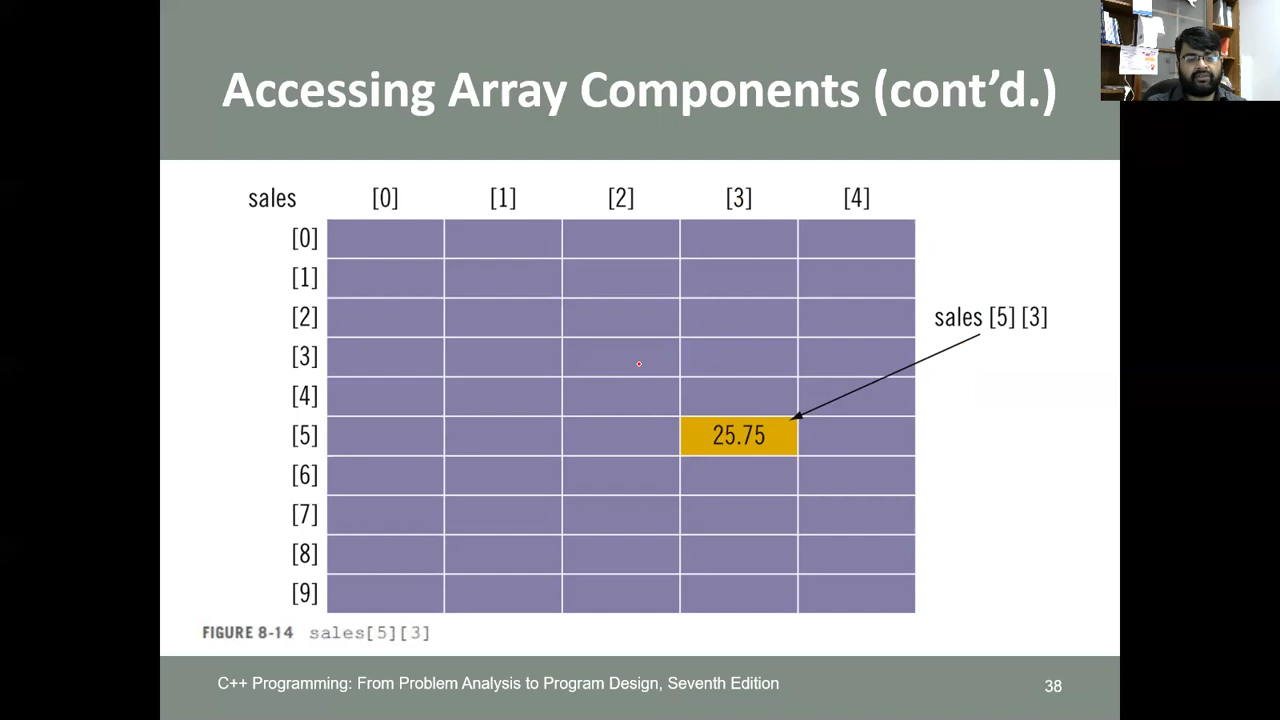 Accessing Array Components (cont’d.)
sales [0] [1] [2] [3] [4]
[0]
[1]
[2]
sales [5] [3]
[3]
[4]
[5] 25.75
[6]
[7]
[8]
[9]
FIGURE 8-14 sales[5][3]
C++ Programming: From Problem Analysis to Program Design, Seventh Edition 38